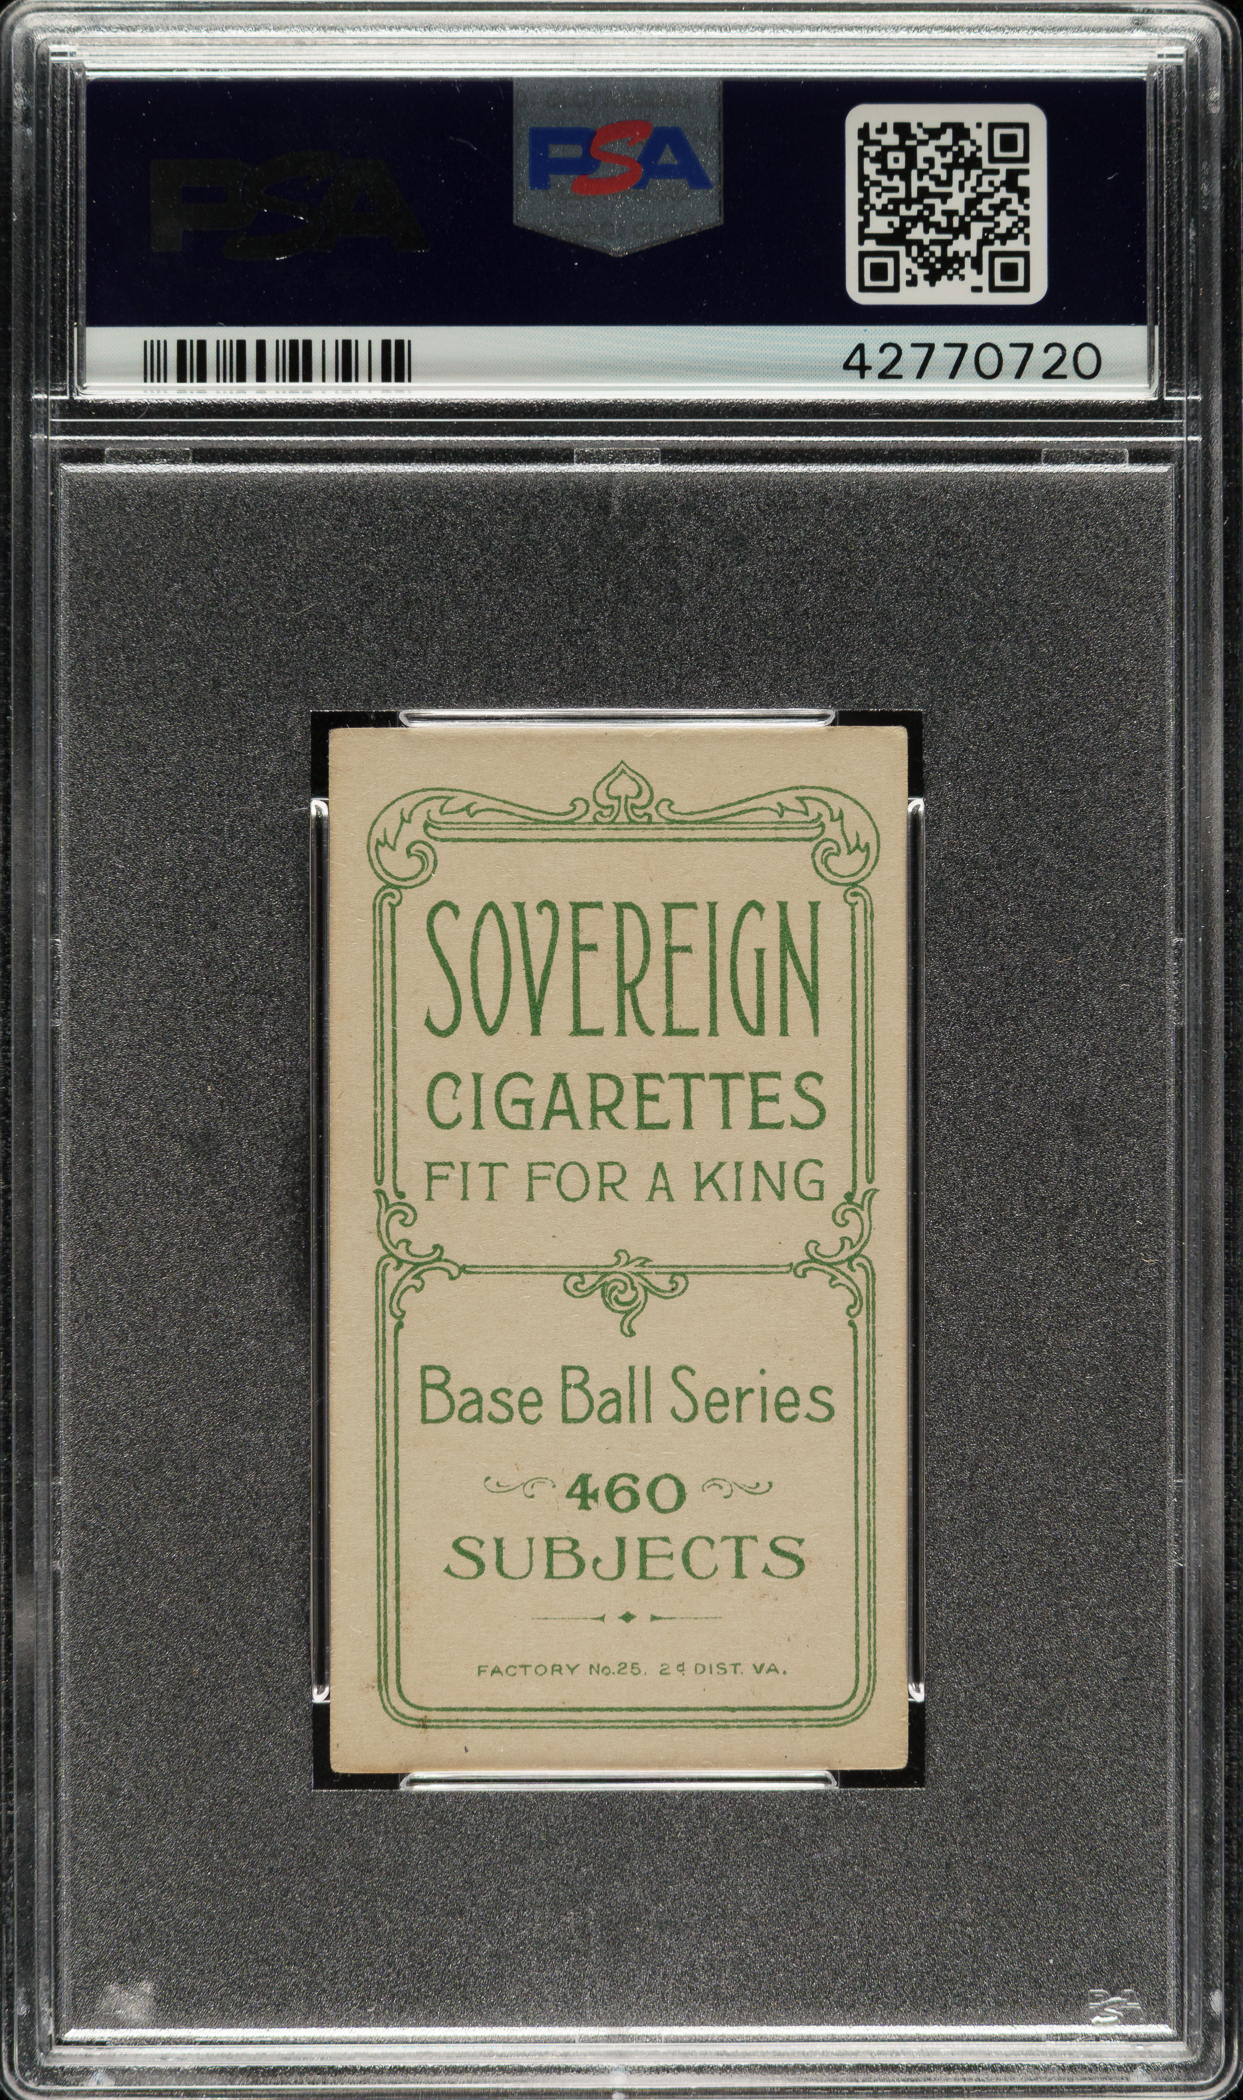 PSA
PSA
42770720
SOVEREIGN
CIGARETTES
FIT FOR A KING
Base Ball Series
460
SUBJECTS
FACTORY No.25. 2d DIST. VA.
PSA